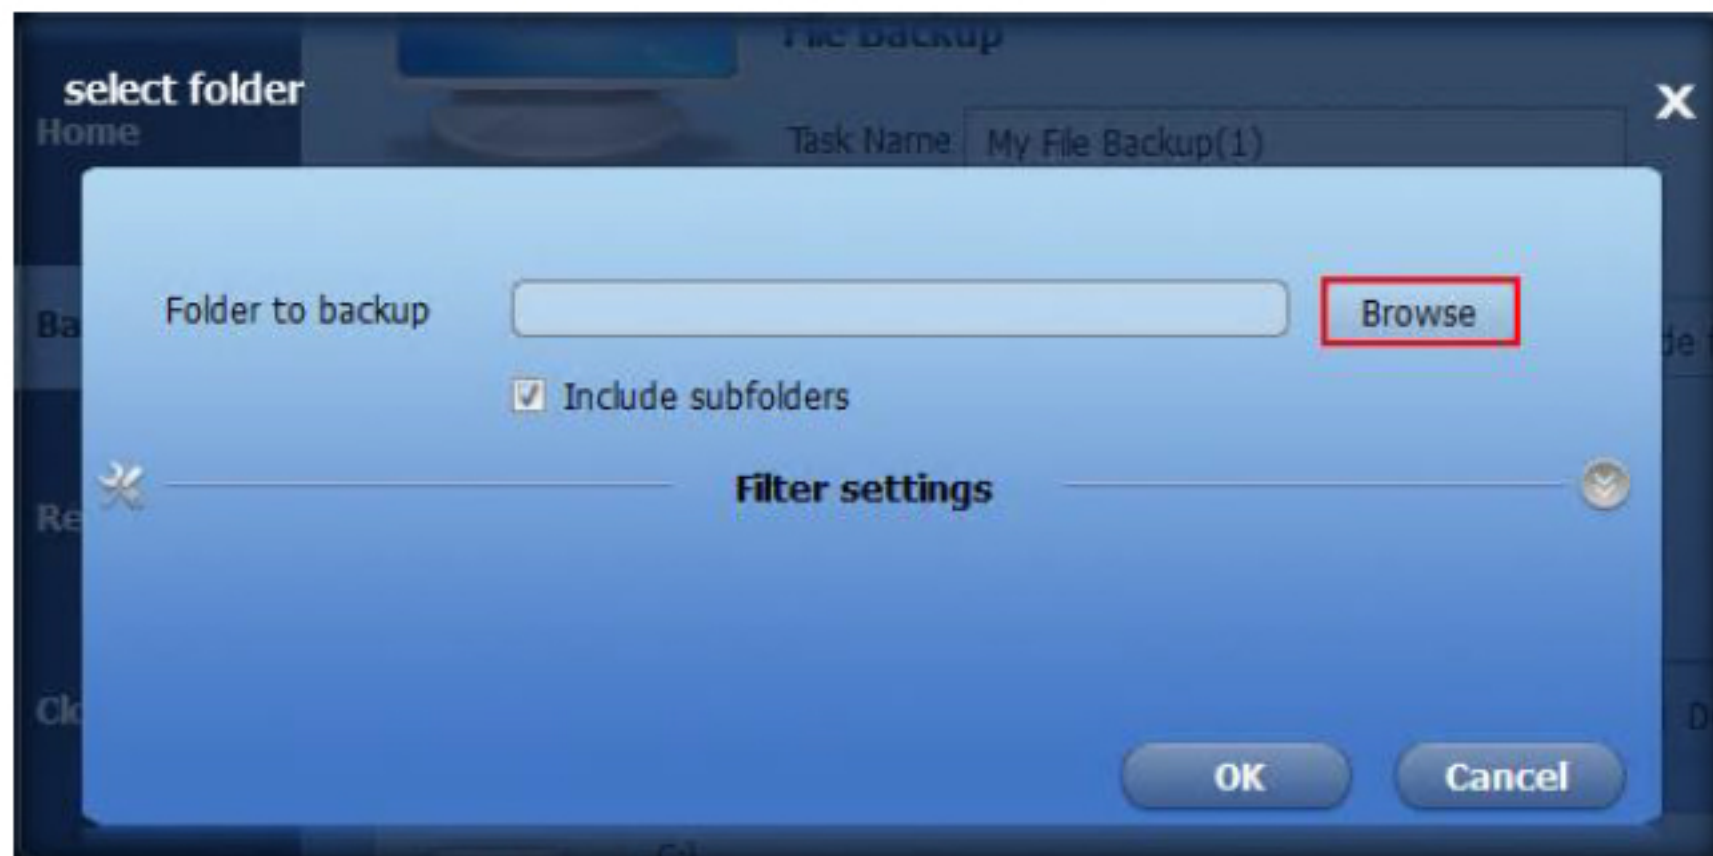 File Backup
select folder
Home
Task Name My File Backup(1)
Folder to backup
Browse
Include subfolders
Filter settings
OK
Cancel